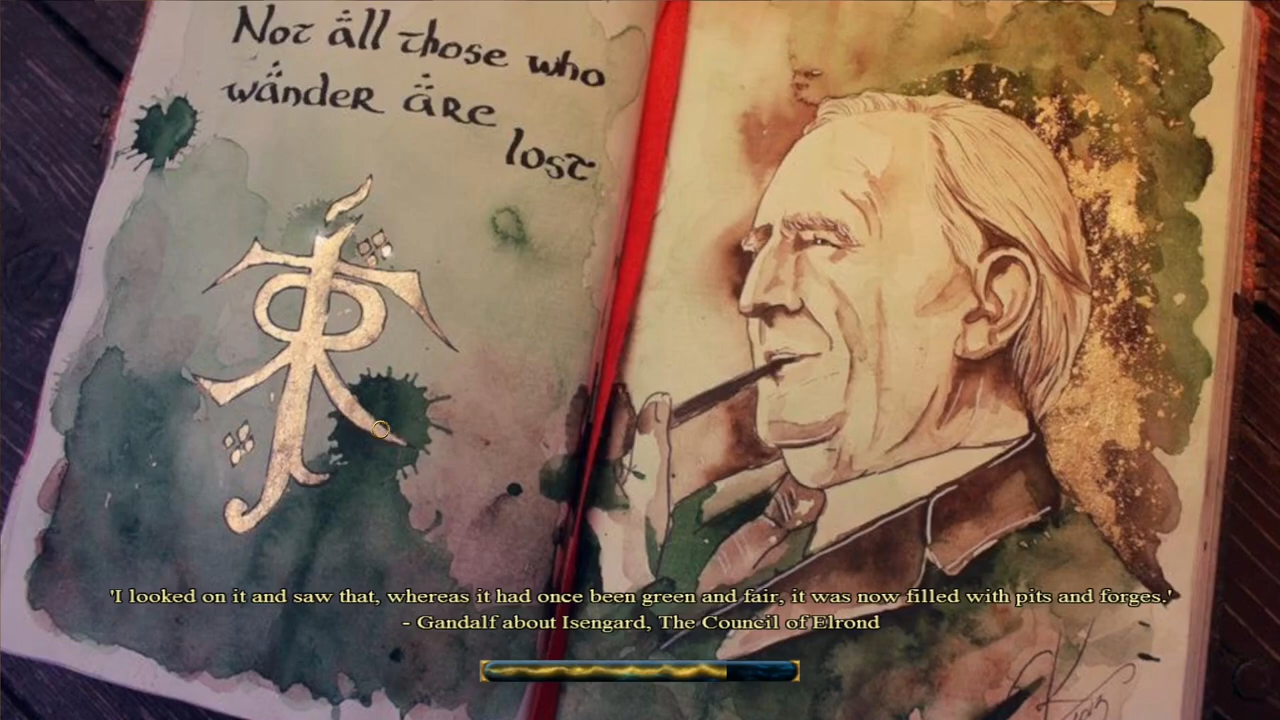 Not all those who
wander are
lost
'I looked on it and saw that, whereas it had once been green and fair, it was now filled with pits and forges.'
- Gandalf about Isengard, The Council of Elrond